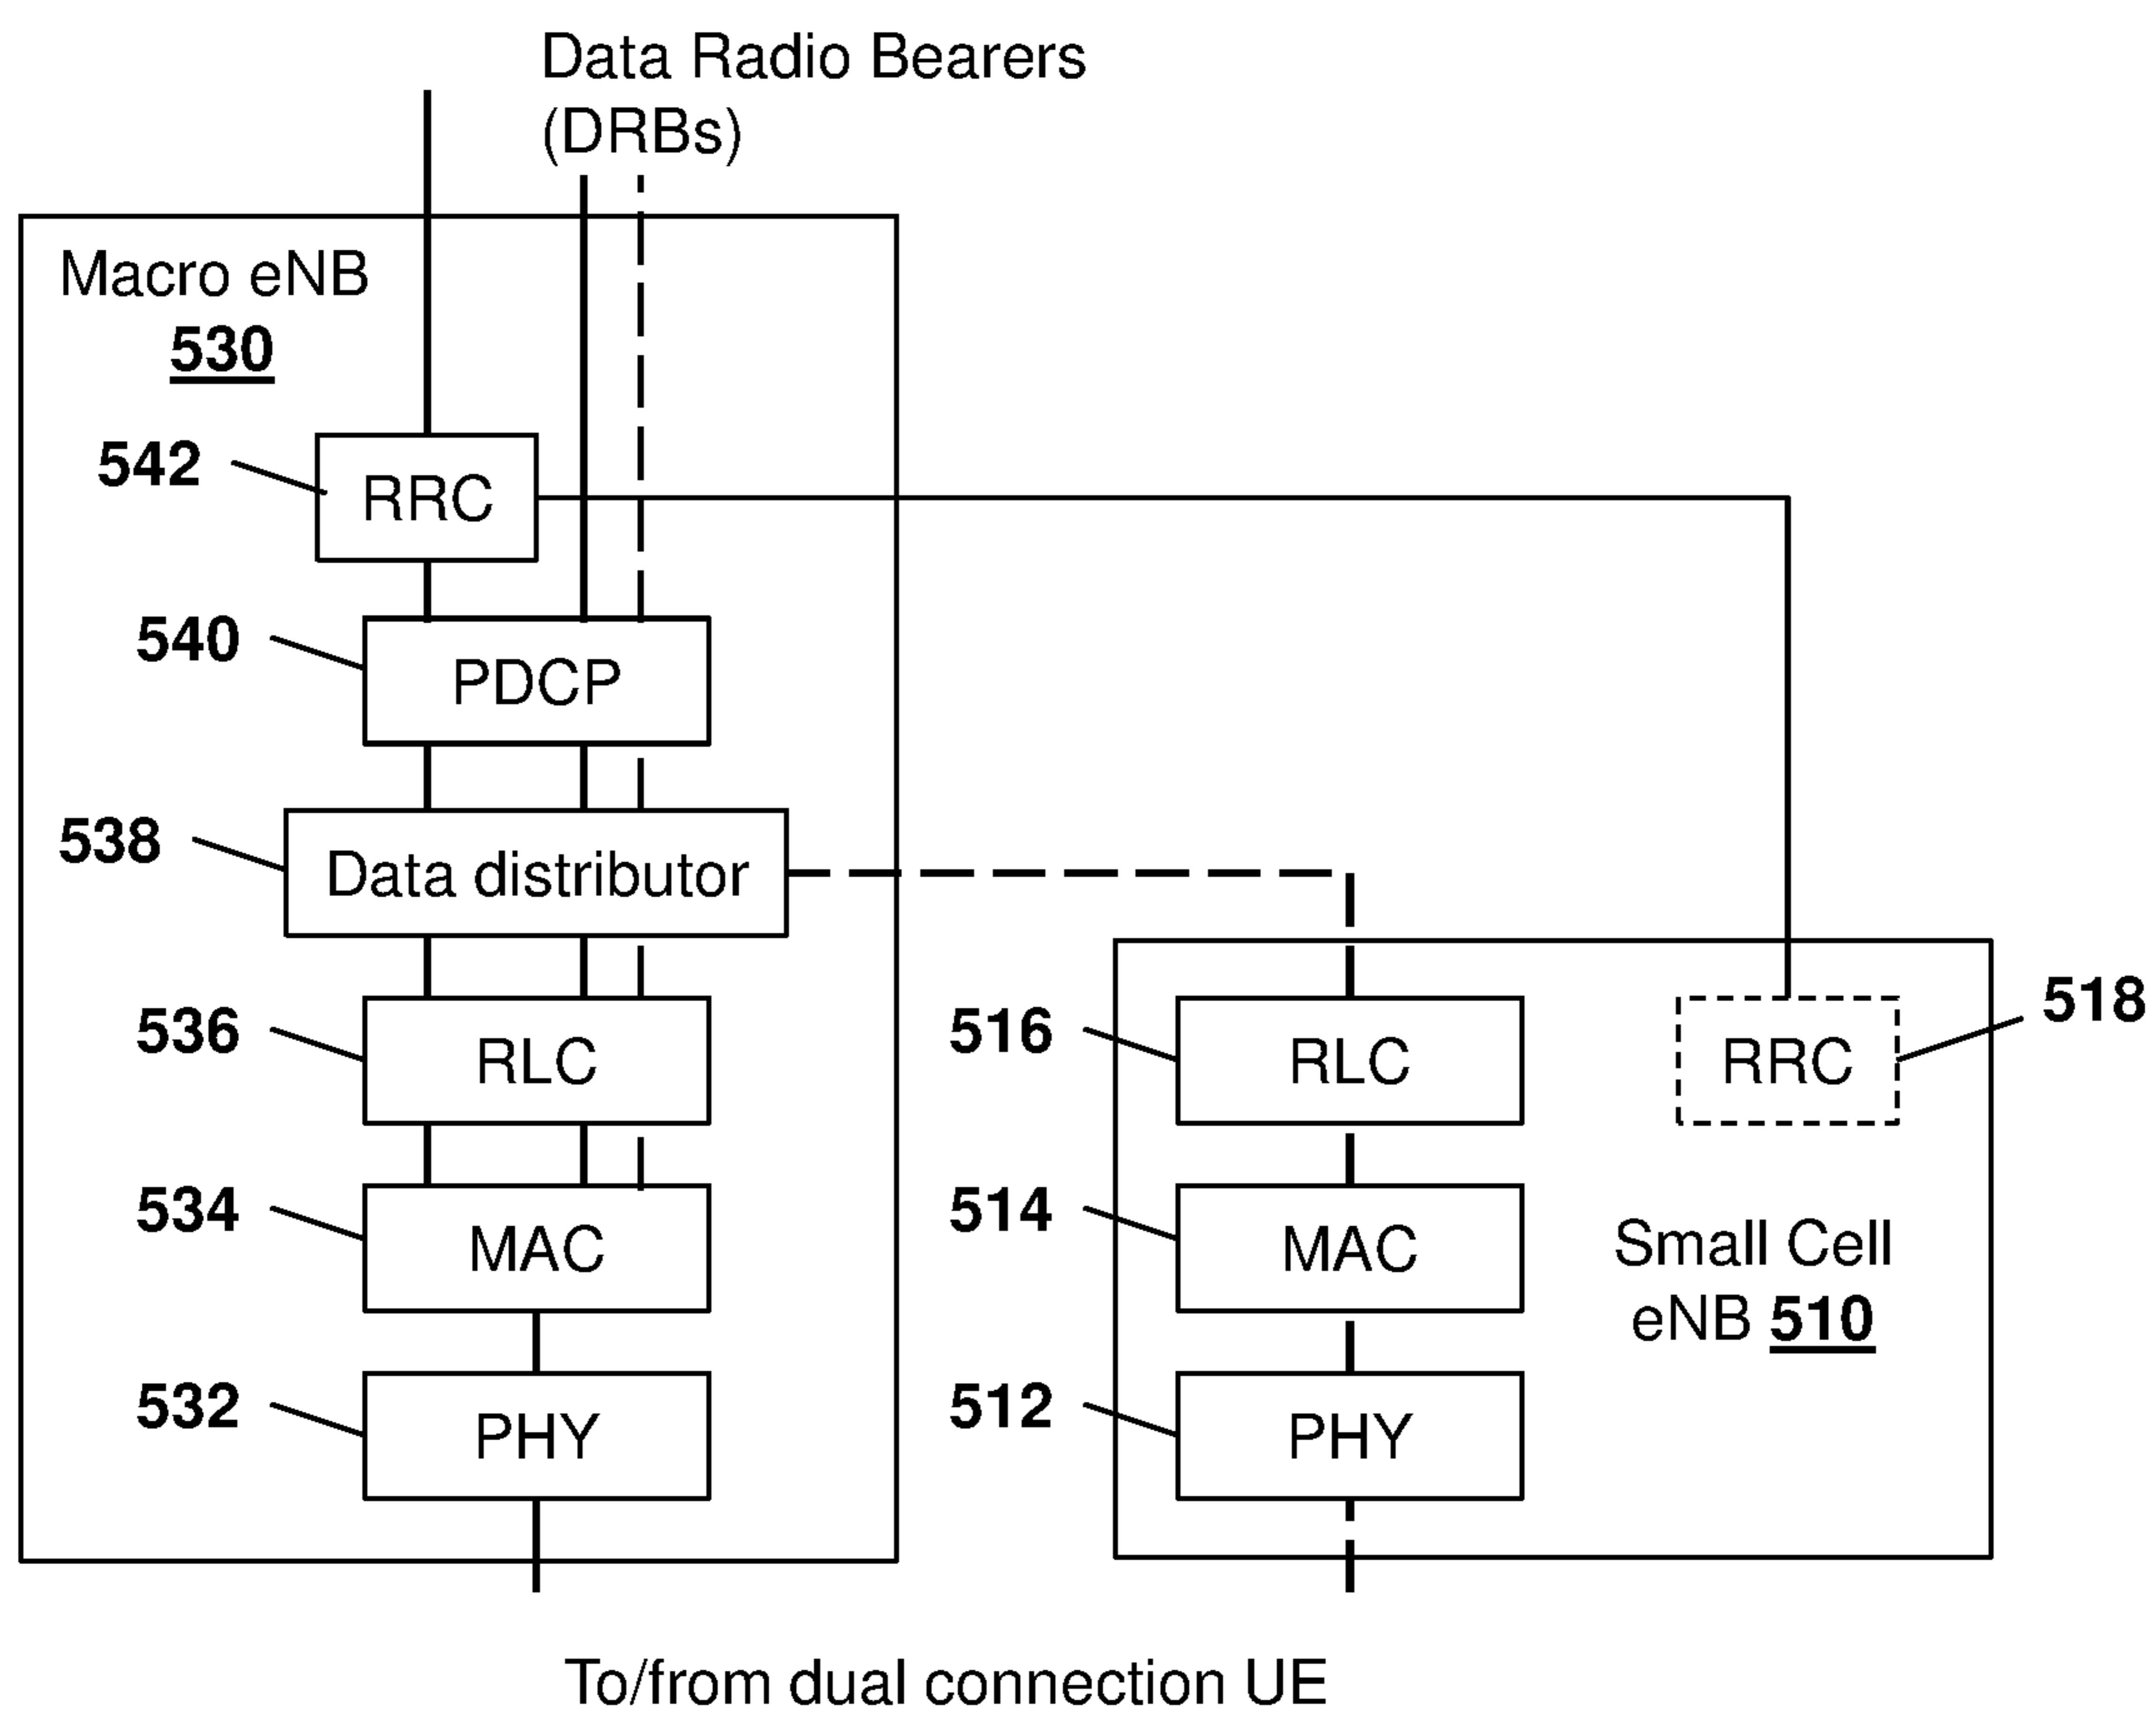 Data Radio Bearers
(DRBs)
Macro eNB
530
542
RRC
540
PDCP
538
Data distributor
536
RLC
534
MAC
532
PHY
516
RLC
518
RRC
514
MAC
Small Cell
eNB 510
512
PHY
To/from dual connection UE